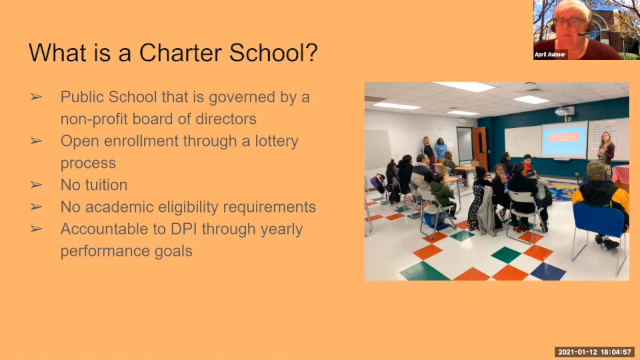 What is a Charter School?
➢ Public School that is governed by a
non-profit board of directors
➢ Open enrollment through a lottery
process
➢ No tuition
➢ No academic eligibility requirements
➢ Accountable to DPI through yearly
performance goals
April Aulmer
2021-01-12 18:04:57